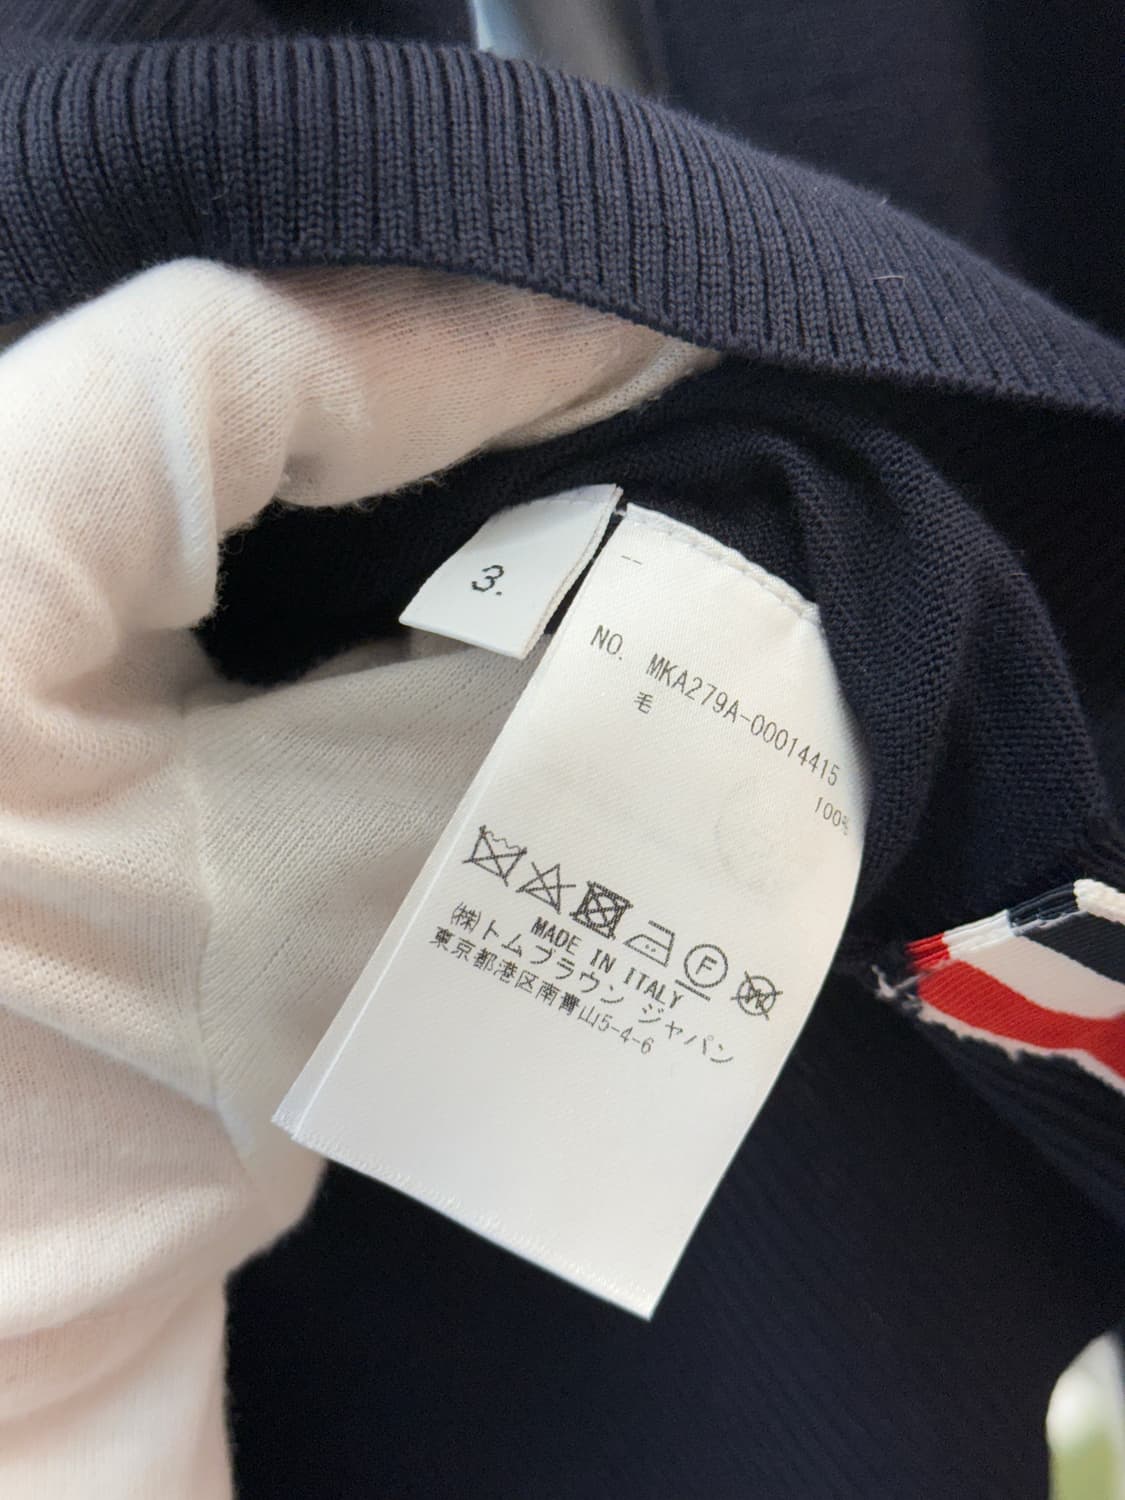 3.
--
NO. MKA279A-00014415
毛 100%
F
W
MADE IN ITALY
㈱トムブラウン ジャパン
東京都港区南青山5-4-6